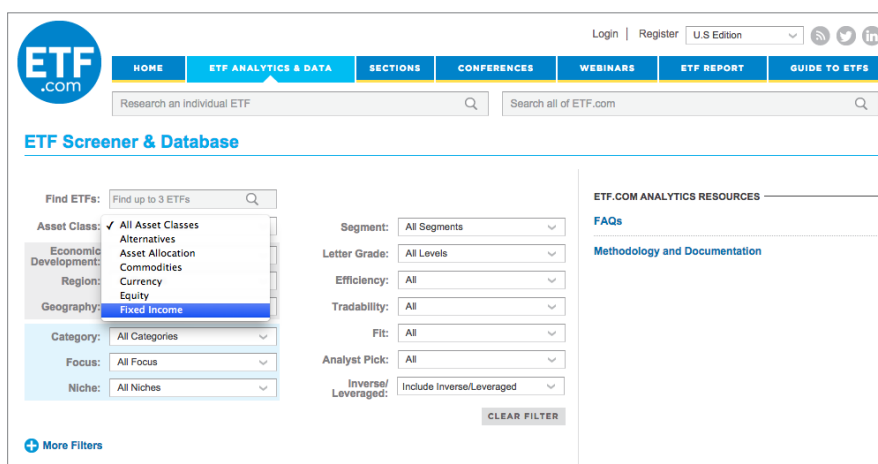 Login | Register U.S Edition
ETF
.com
HOME ETF ANALYTICS & DATA SECTIONS CONFERENCES WEBINARS ETF REPORT GUIDE TO ETFS
Research an individual ETF Search all of ETF.com
ETF Screener & Database
Find ETFs: Find up to 3 ETFs
Asset Class: ✓ All Asset Classes
Alternatives
Asset Allocation
Commodities
Currency
Equity
Fixed Income
Economic
Development:
Region:
Geography:
Category: All Categories
Focus: All Focus
Niche: All Niches
Segment: All Segments
Letter Grade: All Levels
Efficiency: All
Tradability: All
Fit: All
Analyst Pick: All
Inverse/
Leveraged: Include Inverse/Leveraged
CLEAR FILTER
More Filters
ETF.COM ANALYTICS RESOURCES
FAQs
Methodology and Documentation